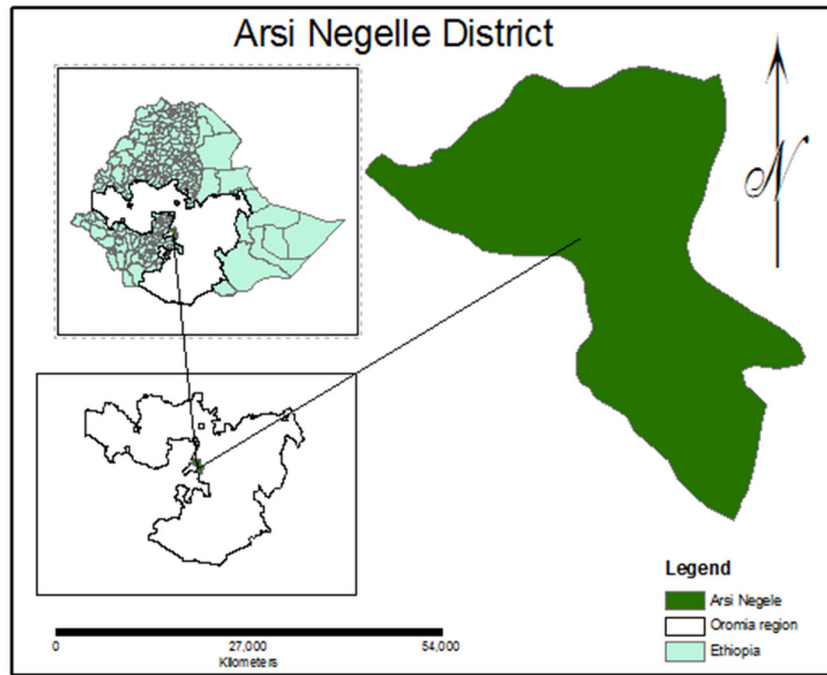 Arsi Negelle District
N
Legend
Arsi Negele
Oromia region
Ethiopia
0 27,000 54,000
Kilometers